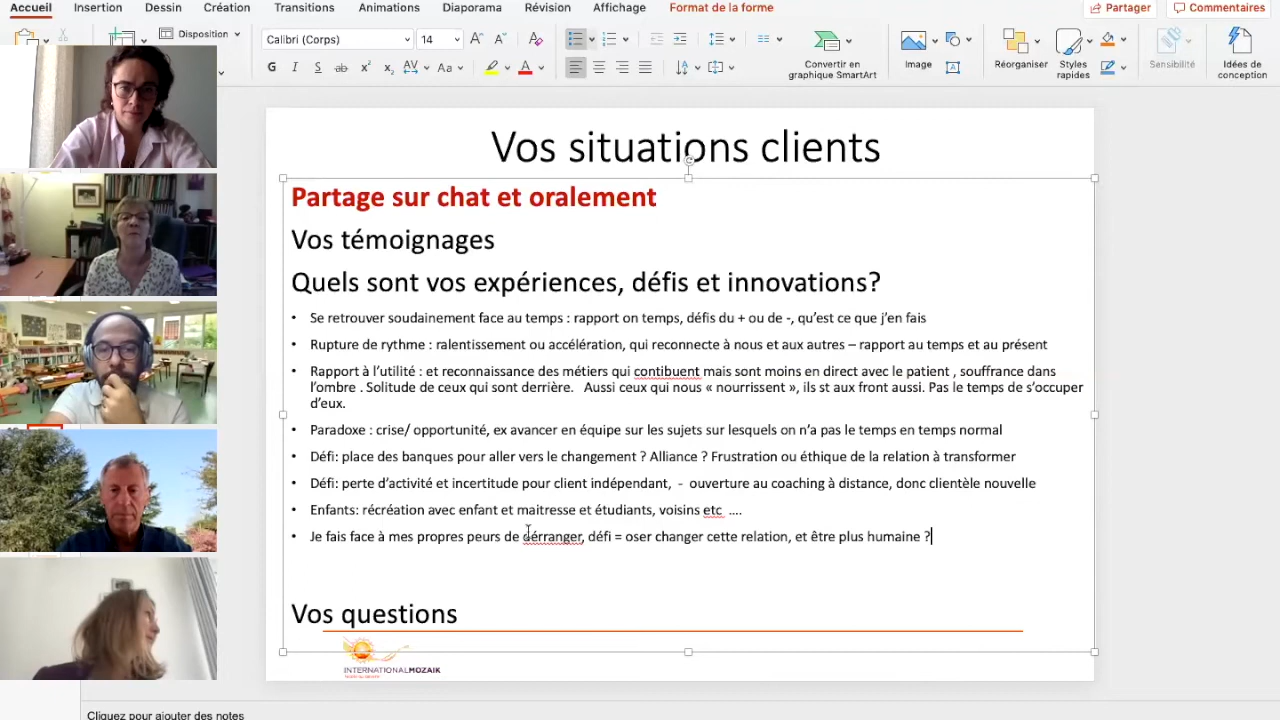 Accueil Insertion Dessin Création Transitions Animations Diaporama Révision Affichage Format de la forme Partager Commentaires
Disposition
Calibri (Corps) 14
Convertir en
graphique SmartArt
Image
Réorganiser
Styles
rapides
Sensibilité
Idées de
conception
Vos situations clients
Partage sur chat et oralement
Vos témoignages
Quels sont vos expériences, défis et innovations?
• Se retrouver soudainement face au temps : rapport on temps, défis du + ou de -, qu’est ce que j’en fais
• Rupture de rythme : ralentissement ou accélération, qui reconnecte à nous et aux autres – rapport au temps et au présent
• Rapport à l’utilité : et reconnaissance des métiers qui contibuent mais sont moins en direct avec le patient , souffrance dans
l’ombre . Solitude de ceux qui sont derrière. Aussi ceux qui nous « nourrissent », ils st aux front aussi. Pas le temps de s’occuper
d’eux.
• Paradoxe : crise/ opportunité, ex avancer en équipe sur les sujets sur lesquels on n’a pas le temps en temps normal
• Défi: place des banques pour aller vers le changement ? Alliance ? Frustration ou éthique de la relation à transformer
• Défi: perte d’activité et incertitude pour client indépendant, - ouverture au coaching à distance, donc clientèle nouvelle
• Enfants: récréation avec enfant et maitresse et étudiants, voisins etc ….
• Je fais face à mes propres peurs de dérranger, défi = oser changer cette relation, et être plus humaine ?
Vos questions
INTERNATIONALMOZAIK
Cliquez pour ajouter des notes